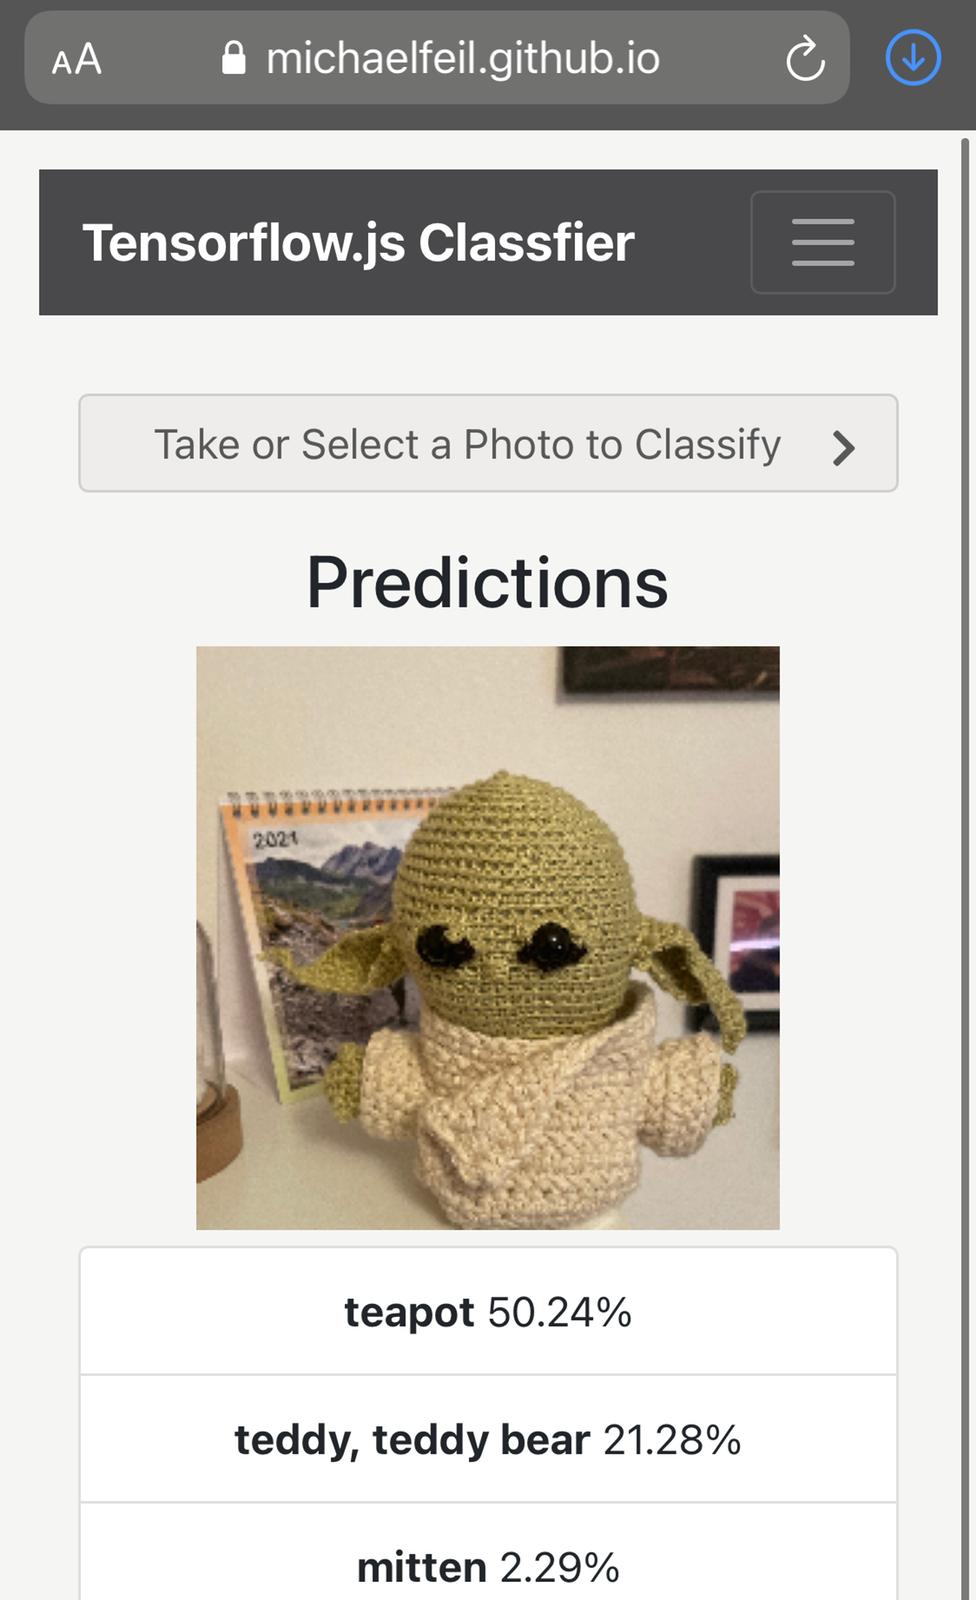 AA michaelfeil.github.io
Tensorflow.js Classfier
Take or Select a Photo to Classify
Predictions
2021
teapot 50.24%
teddy, teddy bear 21.28%
mitten 2.29%